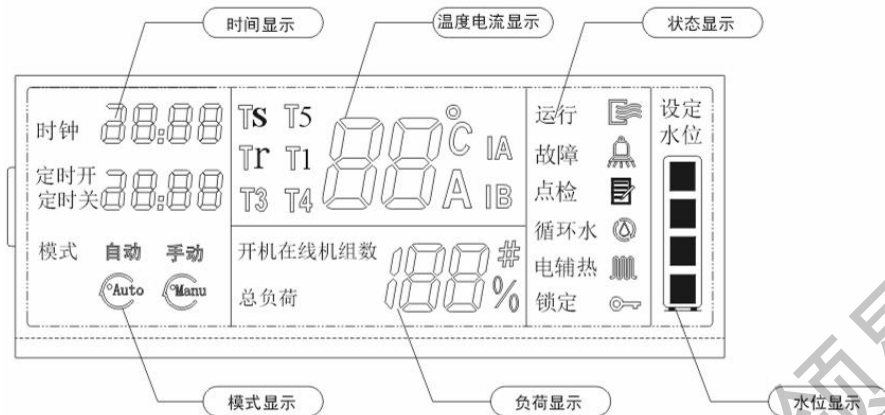 时间显示
温度电流显示
状态显示
时钟 28:88
定时开
定时关 28:88
模式 自动 手动
Auto Manu
Ts T5
Tr T1
T3 T4
88 °C A
IA
IB
开机在线机组数
总负荷
188 # %
运行
故障
点检
循环水
电辅热
锁定
设定
水位
模式显示
负荷显示
水位显示